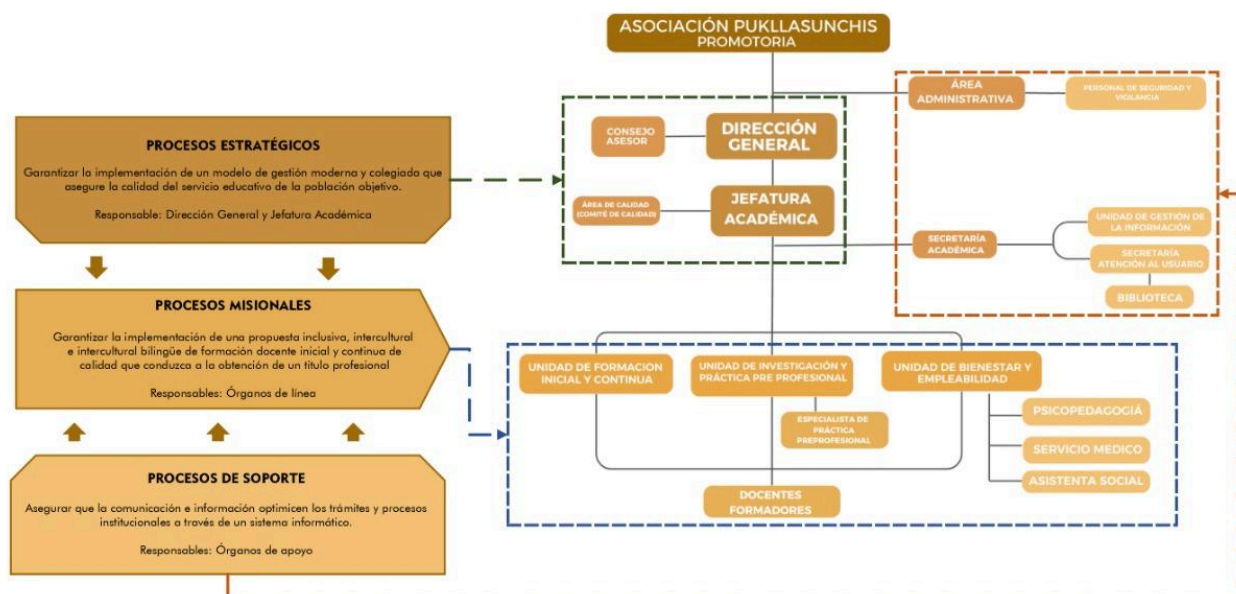 ASOCIACIÓN PUKLLASUNCHIS
PROMOTORIA
ÁREA
ADMINISTRATIVA
PERSONAL DE SEGURIDAD Y
VIGILANCIA
CONSEJO
ASESOR
DIRECCIÓN
GENERAL
ÁREA DE CALIDAD
(COMITÉ DE CALIDAD)
JEFATURA
ACADÉMICA
SECRETARÍA
ACADÉMICA
UNIDAD DE GESTIÓN DE
LA INFORMACIÓN
SECRETARÍA
ATENCIÓN AL USUARIO
BIBLIOTECA
PROCESOS ESTRATÉGICOS
Garantizar la implementación de un modelo de gestión moderna y colegiada que
asegure la calidad del servicio educativo de la población objetivo.
Responsable: Dirección General y Jefatura Académica
PROCESOS MISIONALES
Garantizar la implementación de una propuesta inclusiva, intercultural
e intercultural bilingüe de formación docente inicial y continua de
calidad que conduzca a la obtención de un título profesional
Responsables: Órganos de línea
PROCESOS DE SOPORTE
Asegurar que la comunicación e información optimicen los trámites y procesos
institucionales a través de un sistema informático.
Responsables: Órganos de apoyo
UNIDAD DE FORMACION
INICIAL Y CONTINUA
UNIDAD DE INVESTIGACIÓN Y
PRÁCTICA PRE PROFESIONAL
UNIDAD DE BIENESTAR Y
EMPLEABILIDAD
ESPECIALISTA DE
PRÁCTICA
PREPROFESIONAL
PSICOPEDAGOGIÁ
SERVICIO MEDICO
ASISTENTA SOCIAL
DOCENTES
FORMADORES